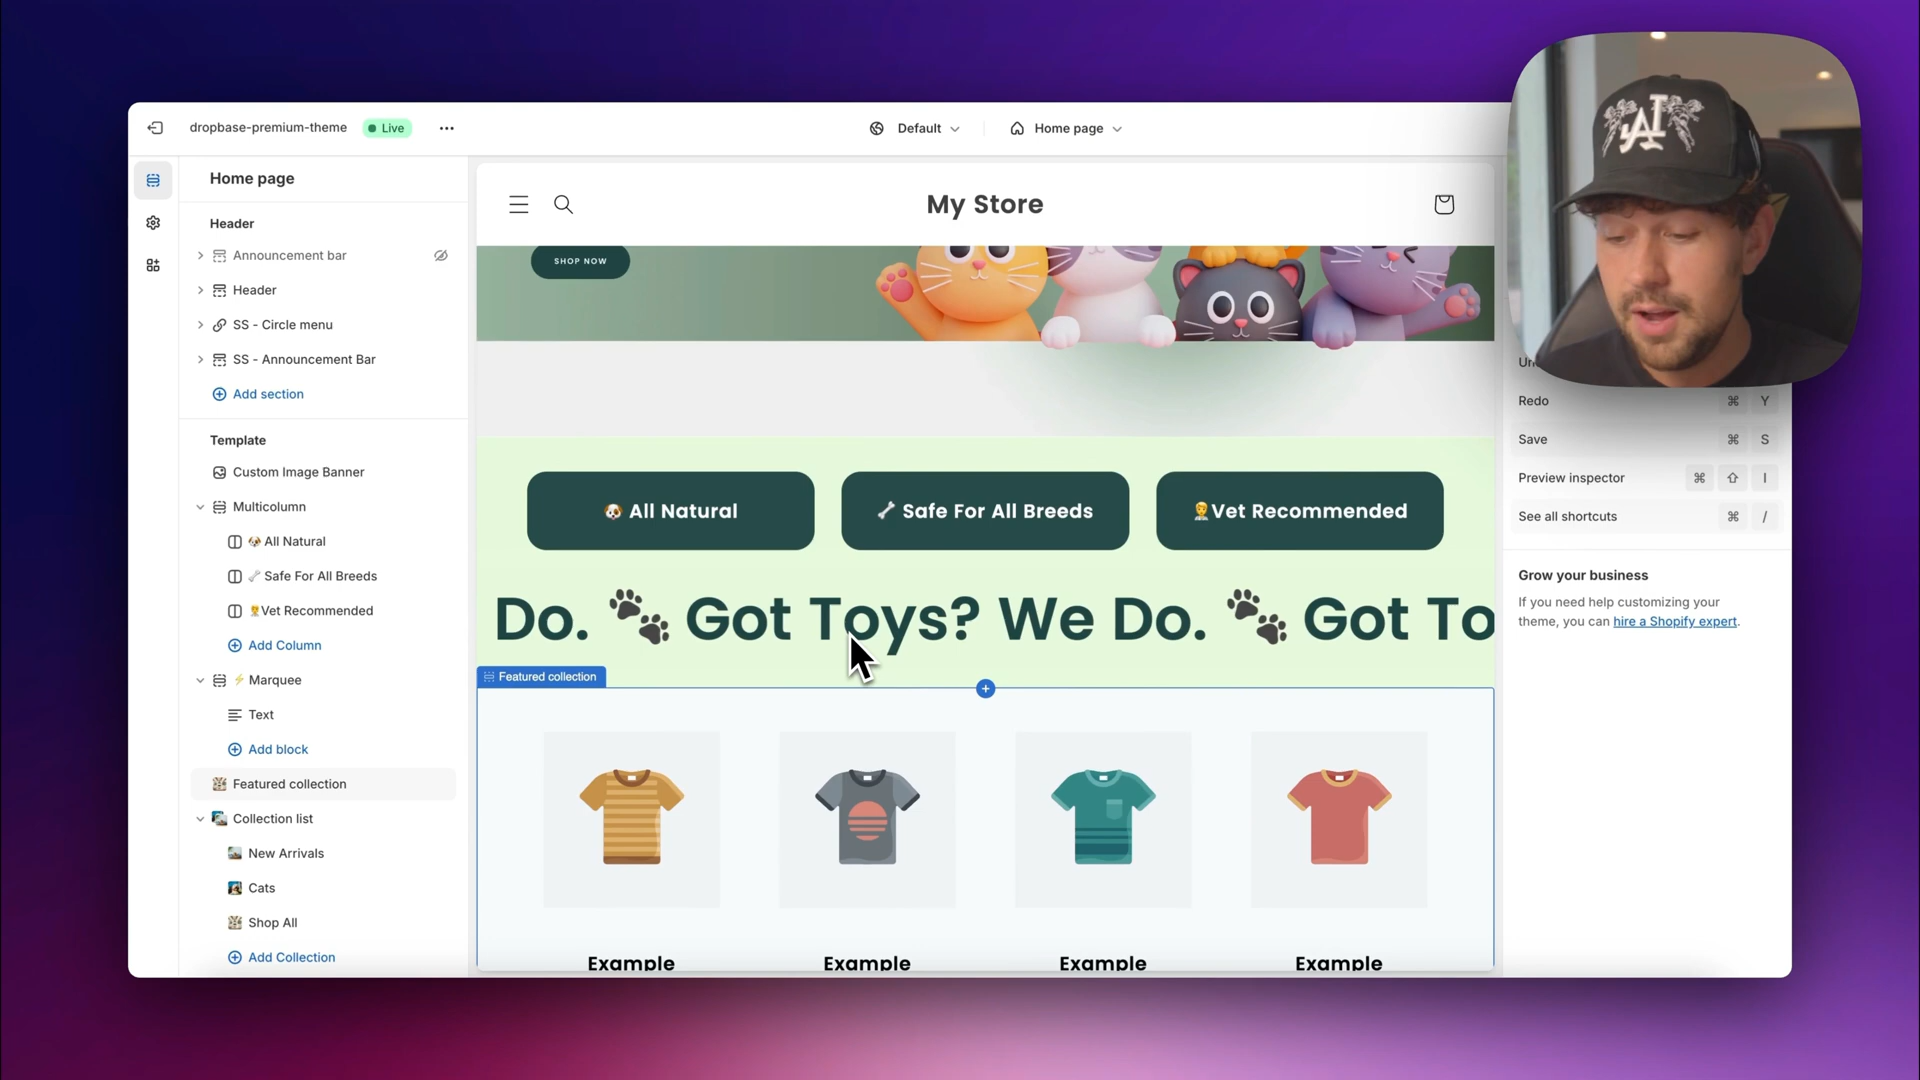 dropbase-premium-theme
Live
Default
Home page
Home page
Header
Announcement bar
Header
SS - Circle menu
SS - Announcement Bar
Add section
Template
Custom Image Banner
Multicolumn
🐶 All Natural
🦴 Safe For All Breeds
👨‍⚕️Vet Recommended
Add Column
⚡ Marquee
Text
Add block
Featured collection
Collection list
New Arrivals
Cats
Shop All
Add Collection
My Store
SHOP NOW
🐶 All Natural
🦴 Safe For All Breeds
👨‍⚕️Vet Recommended
Do. 🐾 Got Toys? We Do. 🐾 Got To
Featured collection
Example
Example
Example
Example
AI
Redo ⌘ Y
Save ⌘ S
Preview inspector ⌘ ⇧ I
See all shortcuts ⌘ /
Grow your business
If you need help customizing your
theme, you can hire a Shopify expert.